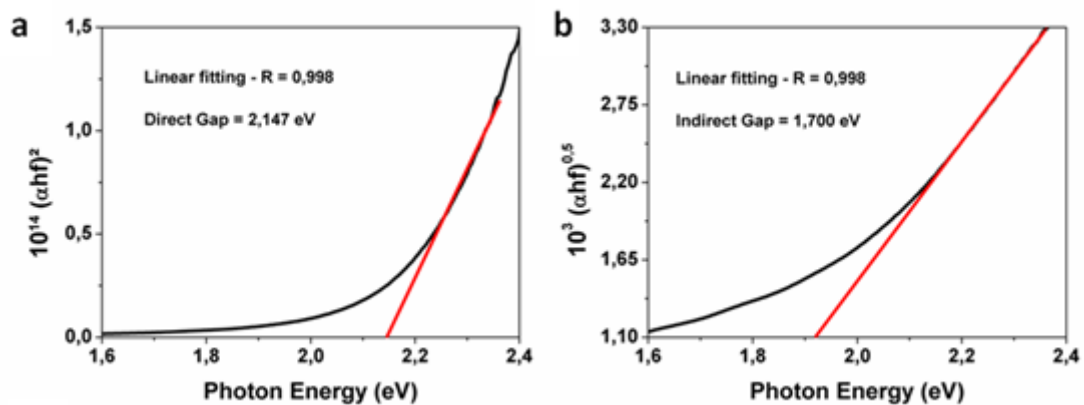 a
1,5
1,0
0,5
0,0
10¹⁴ (αhf)²
Linear fitting - R = 0,998
Direct Gap = 2,147 eV
1,6
1,8
2,0
2,2
2,4
Photon Energy (eV)
b
3,30
2,75
2,20
1,65
1,10
10³ (αhf)⁰,⁵
Linear fitting - R = 0,998
Indirect Gap = 1,700 eV
1,6
1,8
2,0
2,2
2,4
Photon Energy (eV)